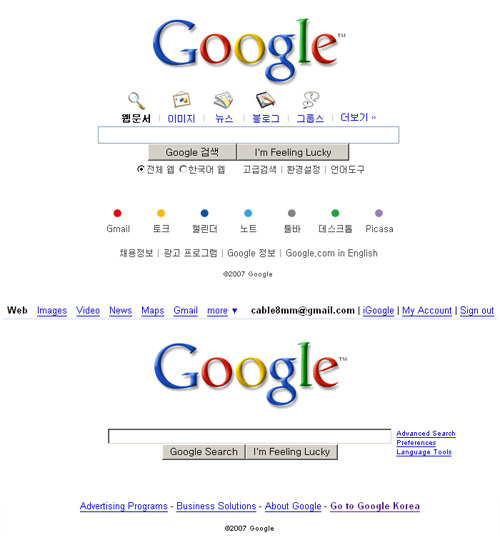 Google™
웹문서 | 이미지 | 뉴스 | 블로그 | 그룹스 | 더보기 »
Google 검색 I'm Feeling Lucky
전체 웹 한국어 웹 고급검색 | 환경설정 | 언어도구
Gmail 토크 캘린더 노트 툴바 데스크톱 Picasa
채용정보 | 광고 프로그램 | Google 정보 | Google.com in English
©2007 Google
Web Images Video News Maps Gmail more ▼ cable8mm@gmail.com | iGoogle | My Account | Sign out
Google™
Advanced Search
Preferences
Language Tools
Google Search I'm Feeling Lucky
Advertising Programs - Business Solutions - About Google - Go to Google Korea
©2007 Google